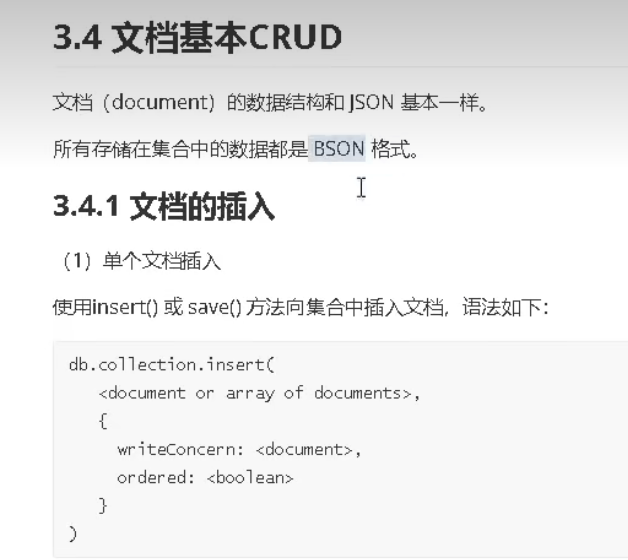 3.4 文档基本CRUD
文档（document）的数据结构和 JSON 基本一样。
所有存储在集合中的数据都是 BSON 格式。
3.4.1 文档的插入
（1）单个文档插入
使用insert() 或 save() 方法向集合中插入文档，语法如下：
db.collection.insert(
<document or array of documents>,
{
writeConcern: <document>,
ordered: <boolean>
}
)